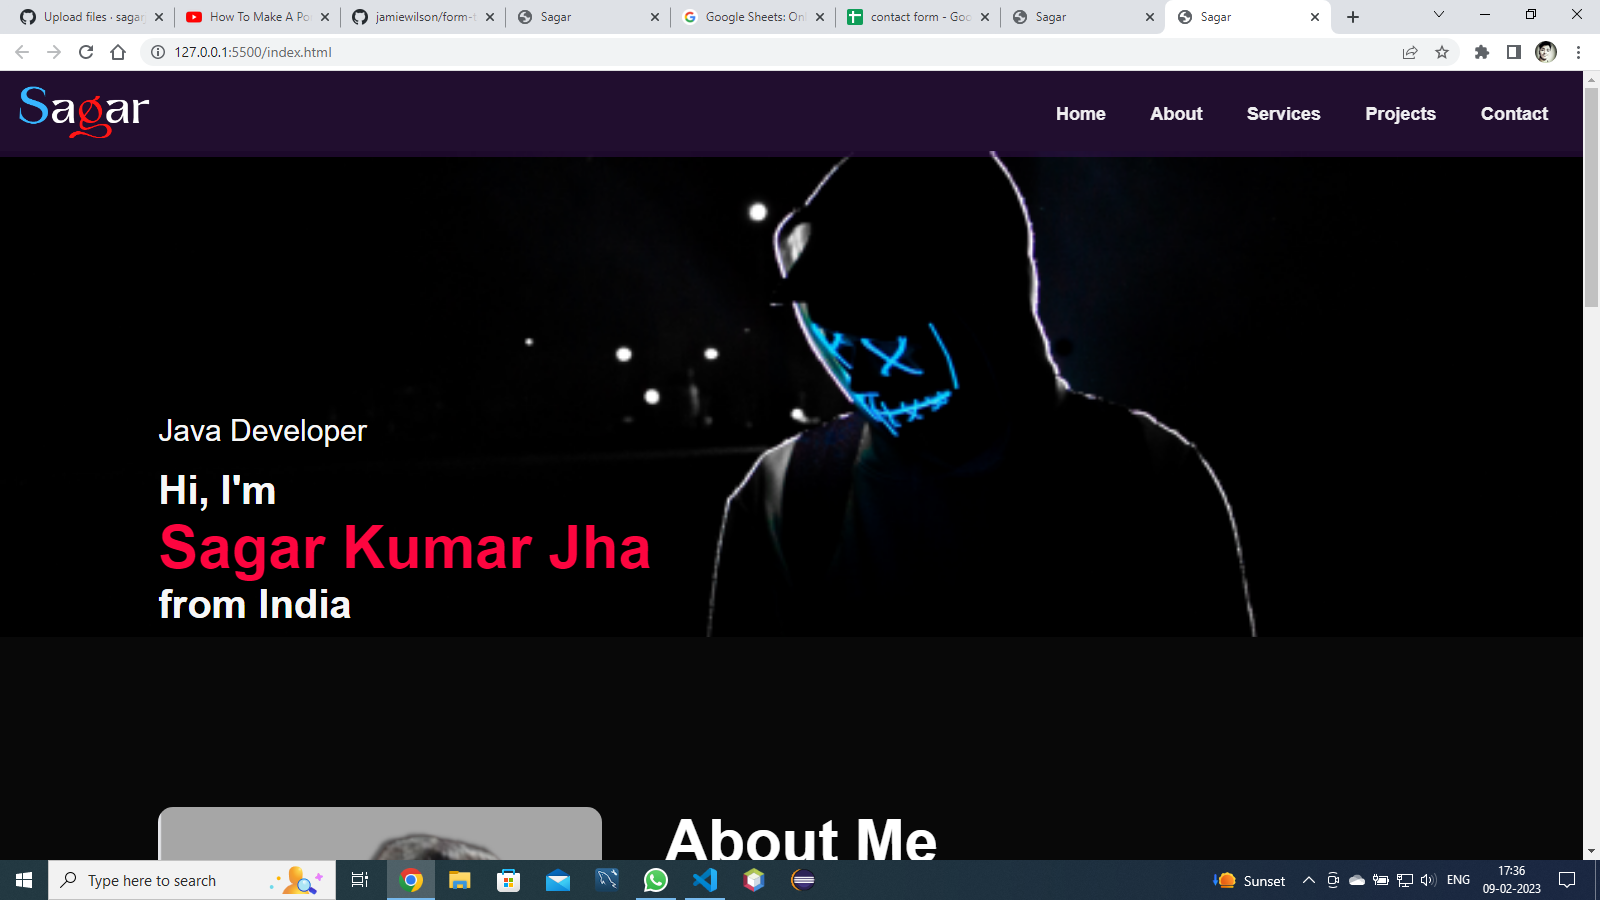 Upload files · sagar
How To Make A Po
jamiewilson/form-t
Sagar
Google Sheets: Onl
contact form - Goo
Sagar
Sagar
127.0.0.1:5500/index.html
Sagar
Home
About
Services
Projects
Contact
Java Developer
Hi, I'm
Sagar Kumar Jha
from India
About Me
Type here to search
Sunset
ENG
17:36
09-02-2023